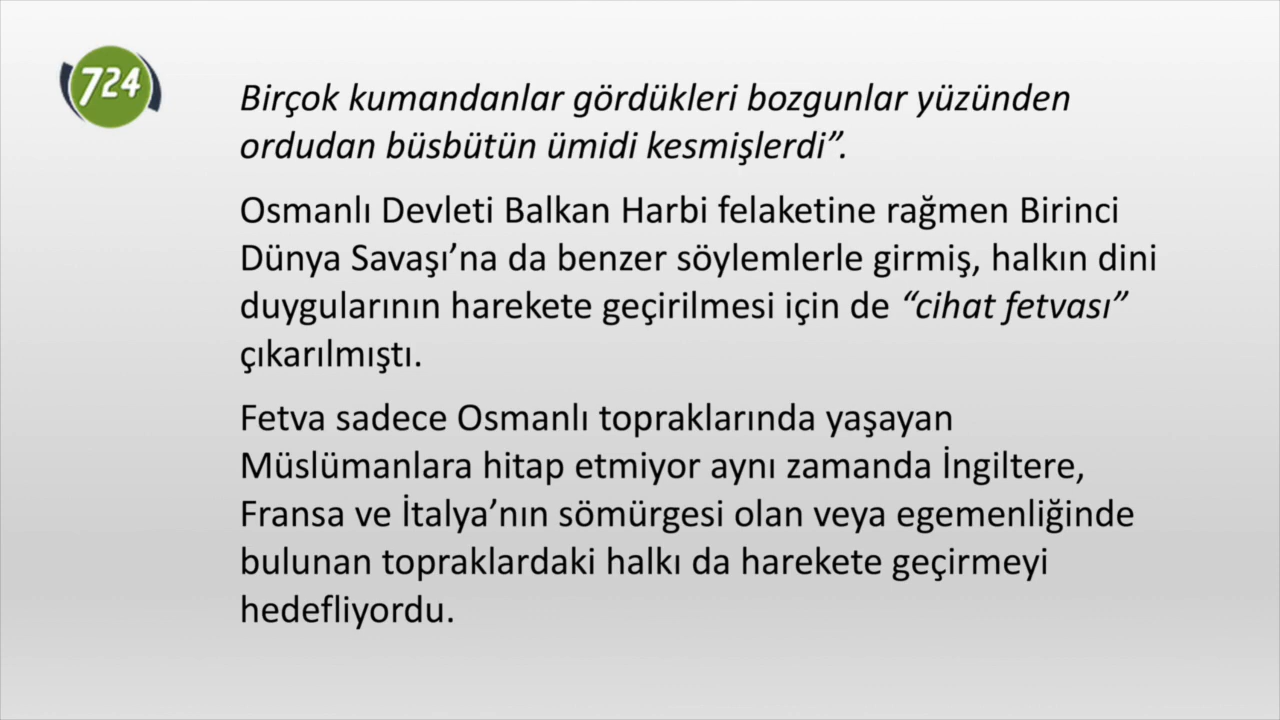 724
Birçok kumandanlar gördükleri bozgunlar yüzünden
ordudan büsbütün ümidi kesmişlerdi”.
Osmanlı Devleti Balkan Harbi felaketine rağmen Birinci
Dünya Savaşı’na da benzer söylemlerle girmiş, halkın dini
duygularının harekete geçirilmesi için de “cihat fetvası”
çıkarılmıştı.
Fetva sadece Osmanlı topraklarında yaşayan
Müslümanlara hitap etmiyor aynı zamanda İngiltere,
Fransa ve İtalya’nın sömürgesi olan veya egemenliğinde
bulunan topraklardaki halkı da harekete geçirmeyi
hedefliyordu.